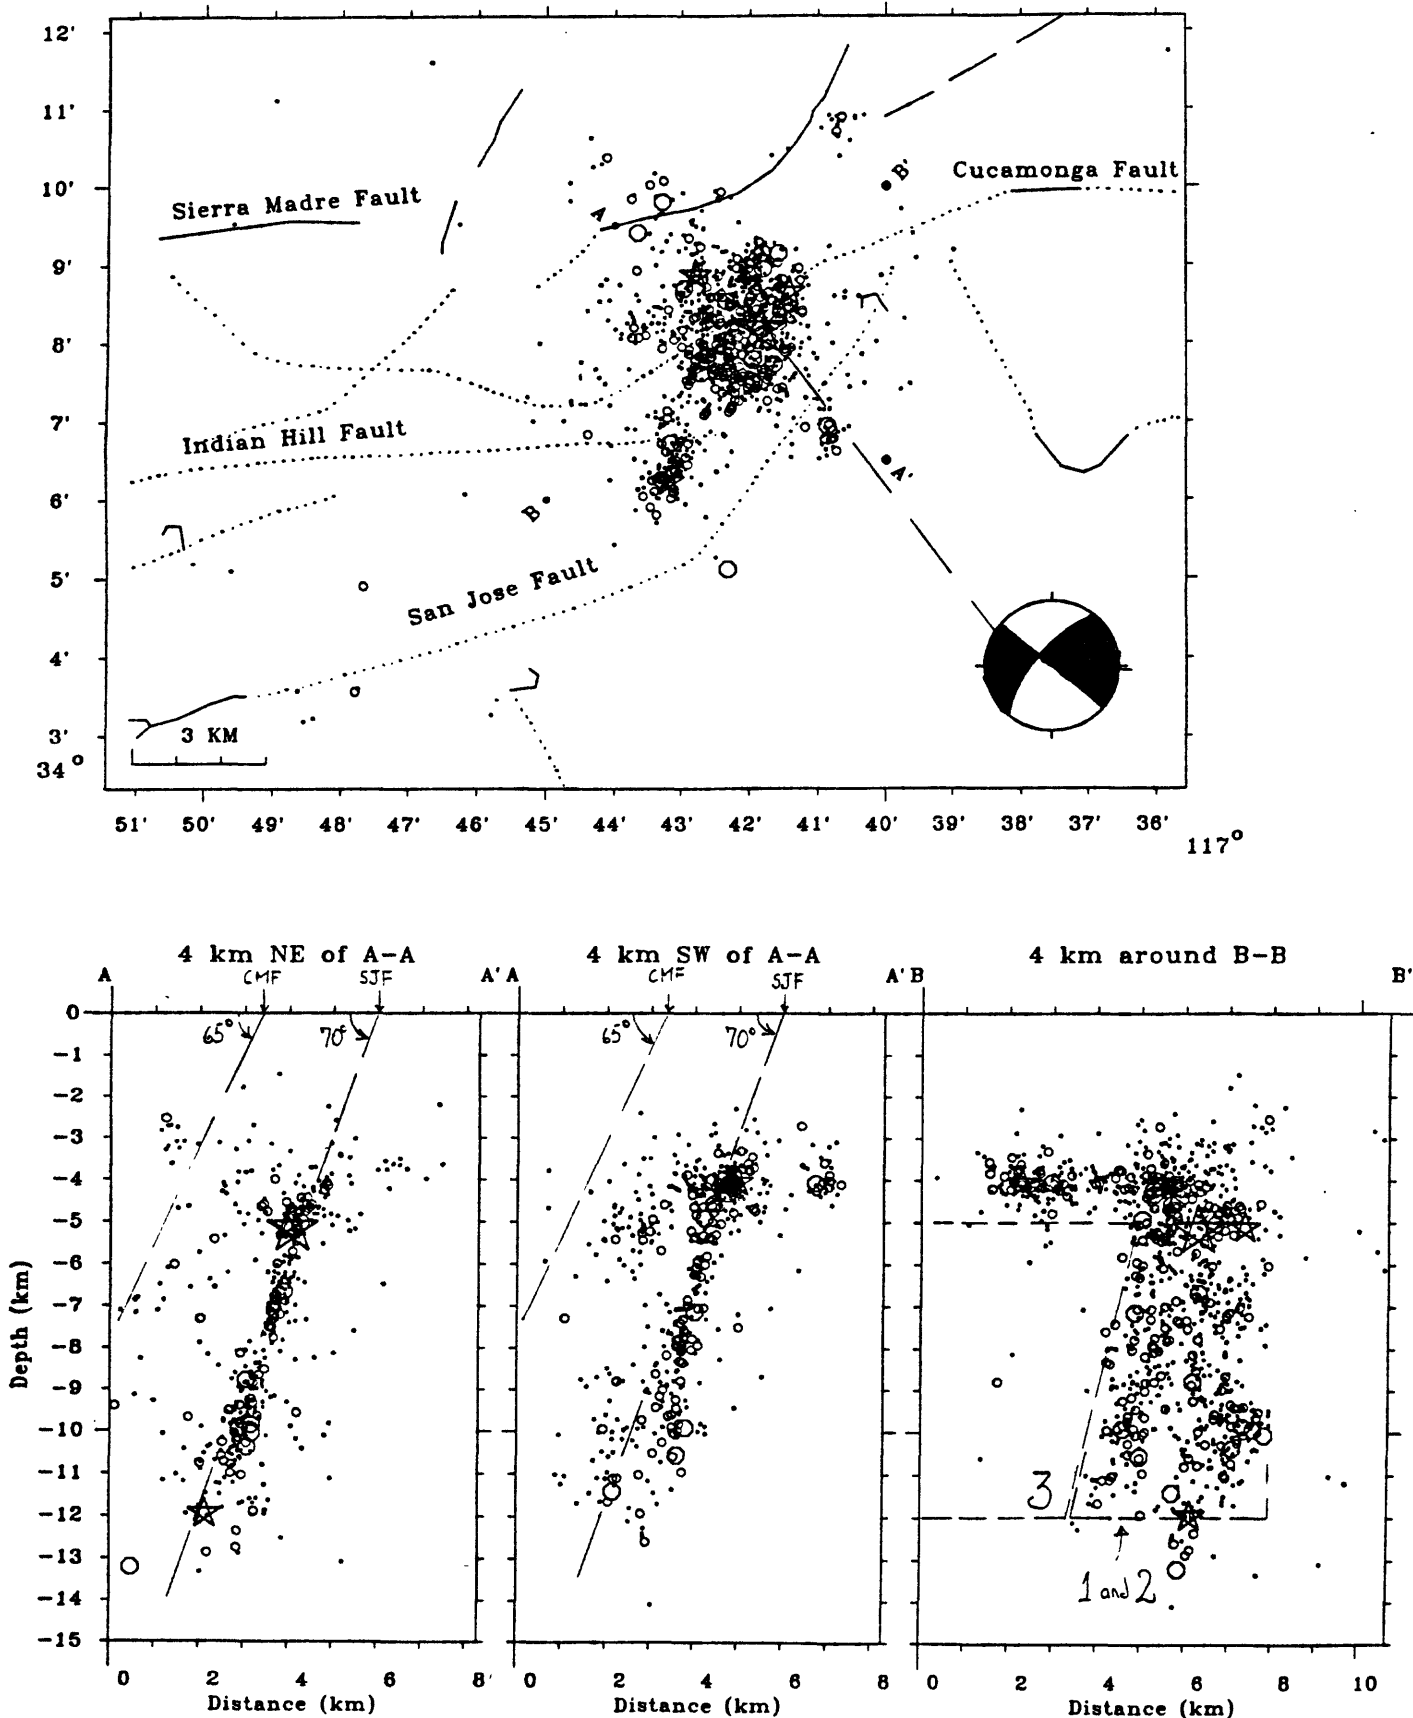 12'
11'
10'
9'
8'
7'
6'
5'
4'
3'
34°
B'
Cucamonga Fault
Sierra Madre Fault
A
Indian Hill Fault
A'
B
San Jose Fault
3 KM
51' 50' 49' 48' 47' 46' 45' 44' 43' 42' 41' 40' 39' 38' 37' 36'
117°
4 km NE of A-A 4 km SW of A-A 4 km around B-B
A CMF SJF A' A CMF SJF A' B B'
65° 70° 65° 70°
0
-1
-2
-3
-4
-5
-6
-7
-8
-9
-10
-11
-12
-13
-14
-15
Depth (km)
3
1 and 2
0 2 4 6 8' 0 2 4 6 8 0 2 4 6 8 10
Distance (km) Distance (km) Distance (km)